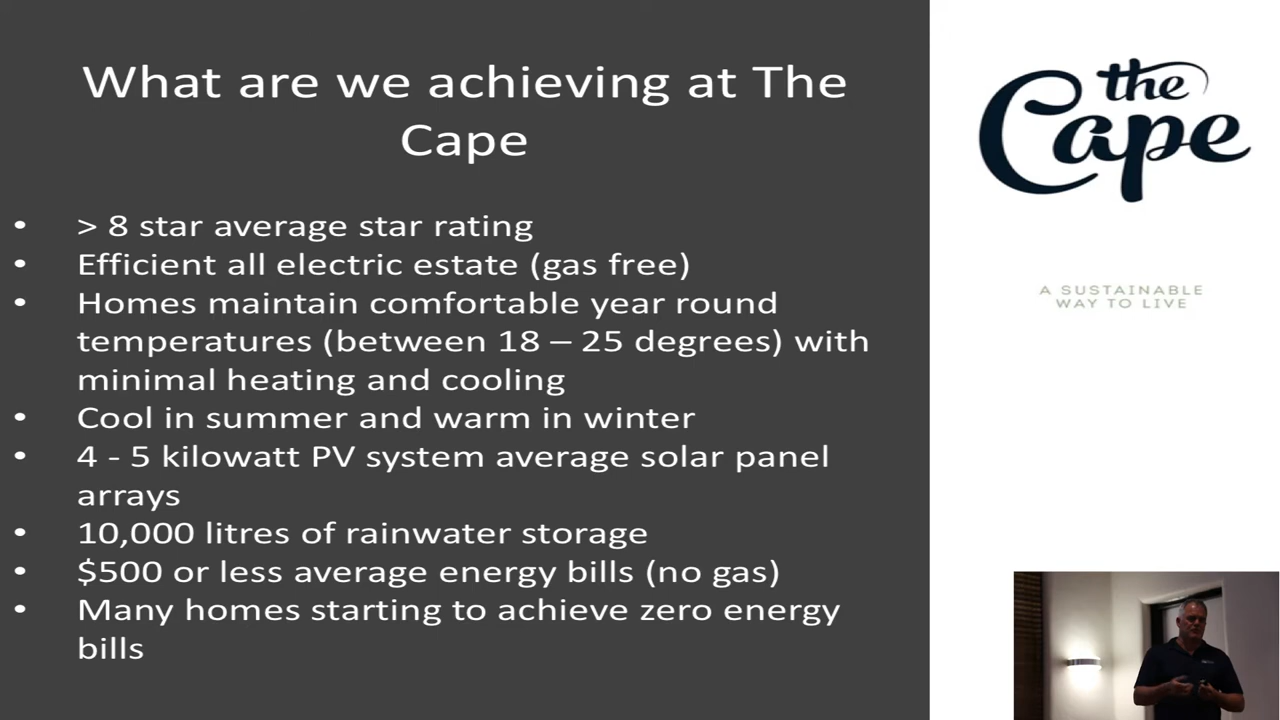 What are we achieving at The
Cape
• > 8 star average star rating
• Efficient all electric estate (gas free)
• Homes maintain comfortable year round
temperatures (between 18 – 25 degrees) with
minimal heating and cooling
• Cool in summer and warm in winter
• 4 - 5 kilowatt PV system average solar panel
arrays
• 10,000 litres of rainwater storage
• $500 or less average energy bills (no gas)
• Many homes starting to achieve zero energy
bills
the
Cape
A SUSTAINABLE
WAY TO LIVE